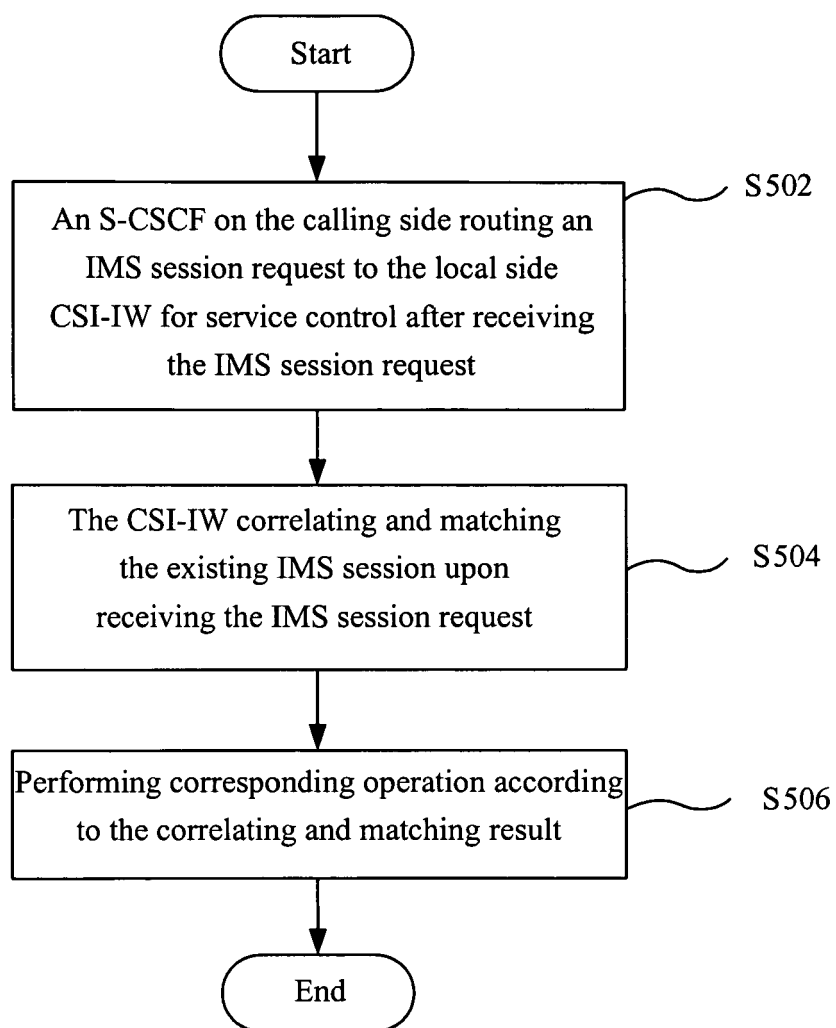 Start
S502
An S-CSCF on the calling side routing an
IMS session request to the local side
CSI-IW for service control after receiving
the IMS session request
The CSI-IW correlating and matching
the existing IMS session upon
receiving the IMS session request
S504
Performing corresponding operation according
to the correlating and matching result
S506
End